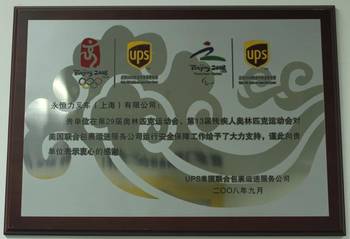 Beijing 2008
ups
Beijing 2008
ups
永恒力叉车（上海）有限公司：
贵单位在第29届奥林匹克运动会、第13届残疾人奥林匹克运动会对
美国联合包裹运送服务公司运行安全保障工作给予了大力支持，谨此向贵
单位表示衷心的感谢！
UPS美国联合包裹运送服务公司
二〇〇八年九月